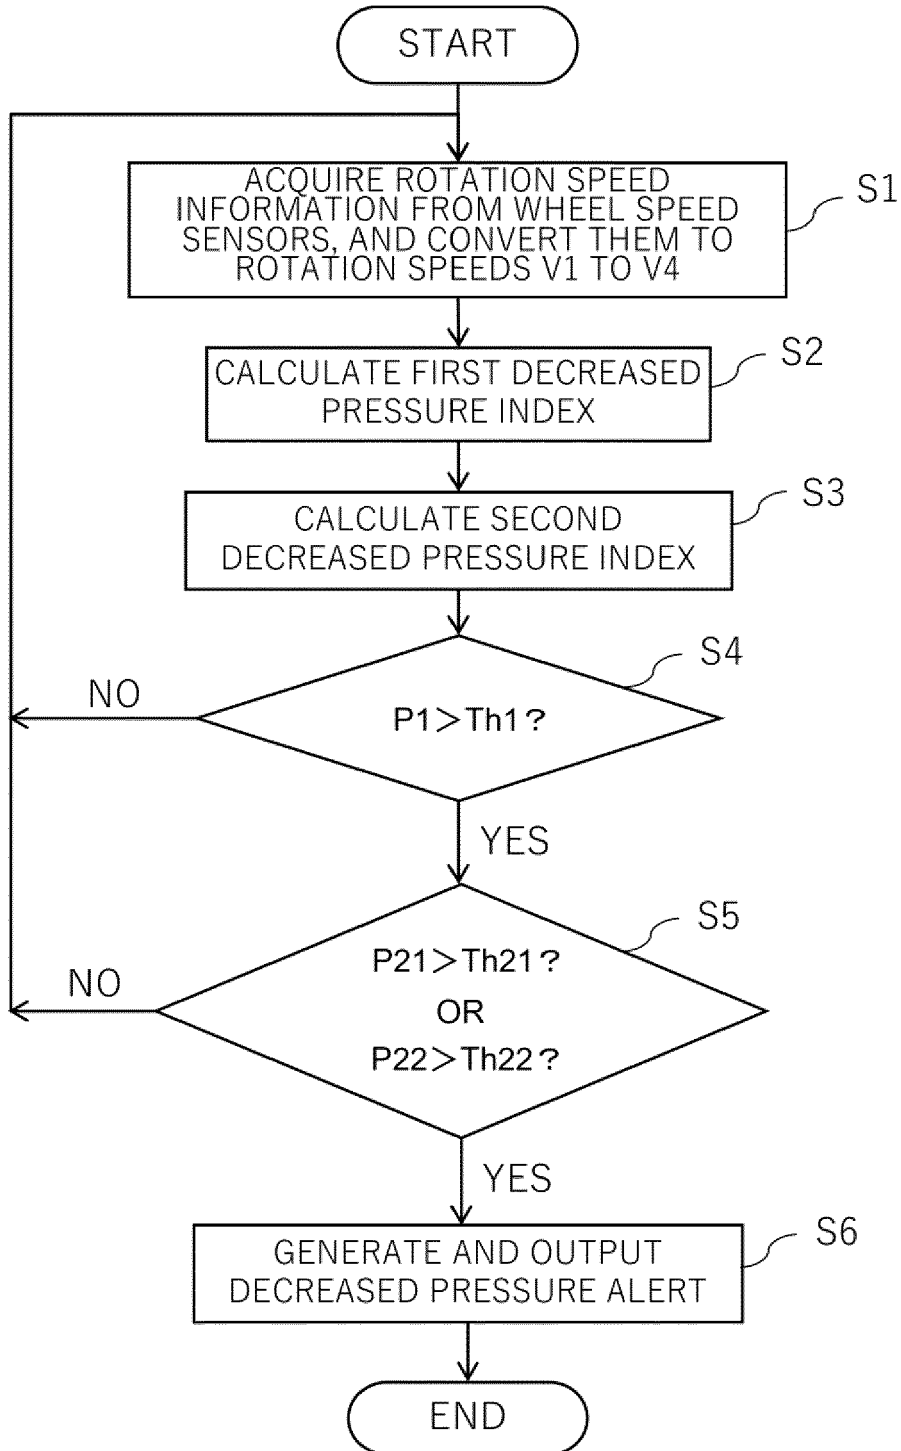 START
ACQUIRE ROTATION SPEED
INFORMATION FROM WHEEL SPEED
SENSORS, AND CONVERT THEM TO
ROTATION SPEEDS V1 TO V4
S1
CALCULATE FIRST DECREASED
PRESSURE INDEX
S2
CALCULATE SECOND
DECREASED PRESSURE INDEX
S3
P1>Th1?
S4
NO
YES
P21>Th21?
OR
P22>Th22?
S5
NO
YES
GENERATE AND OUTPUT
DECREASED PRESSURE ALERT
S6
END